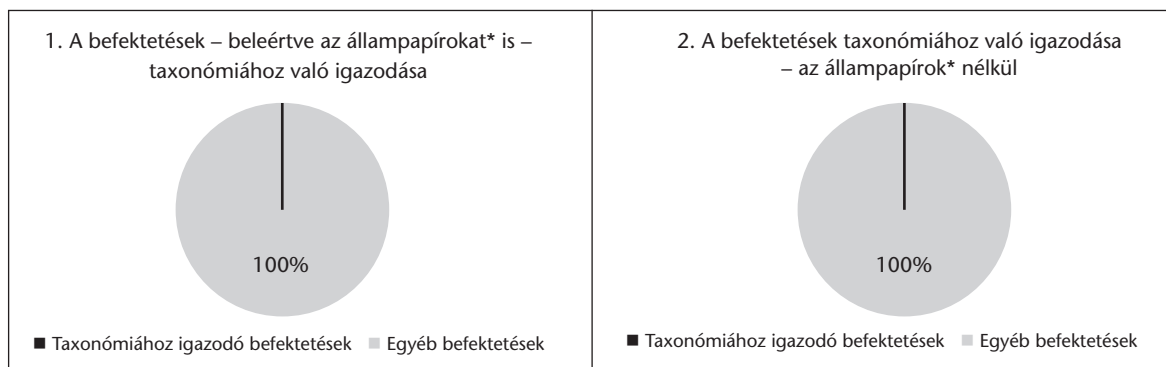 1. A befektetések – beleértve az állampapírokat* is –
taxonómiához való igazodása
100%
■ Taxonómiához igazodó befektetések ■ Egyéb befektetések
2. A befektetések taxonómiához való igazodása
– az állampapírok* nélkül
100%
■ Taxonómiához igazodó befektetések ■ Egyéb befektetések